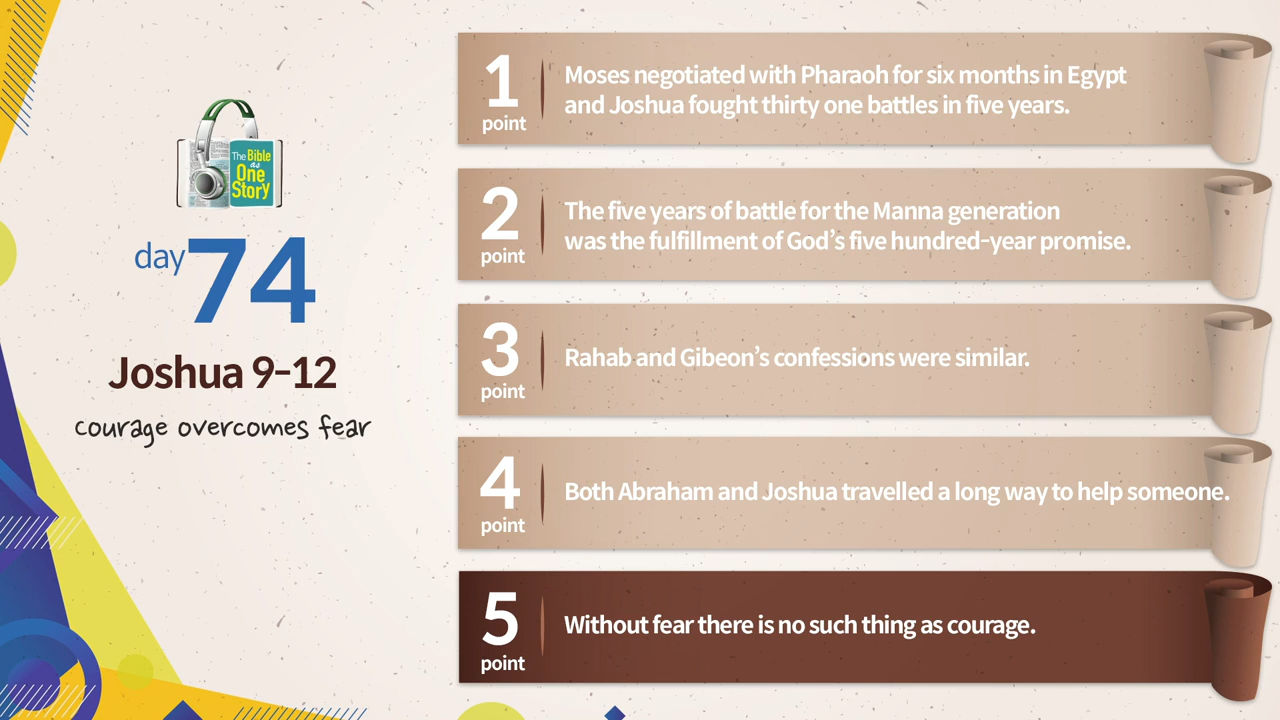 The Bible
as
One
Story
day 74
Joshua 9-12
courage overcomes fear
1
point
Moses negotiated with Pharaoh for six months in Egypt
and Joshua fought thirty one battles in five years.
2
point
The five years of battle for the Manna generation
was the fulfillment of God's five hundred-year promise.
3
point
Rahab and Gibeon's confessions were similar.
4
point
Both Abraham and Joshua travelled a long way to help someone.
5
point
Without fear there is no such thing as courage.